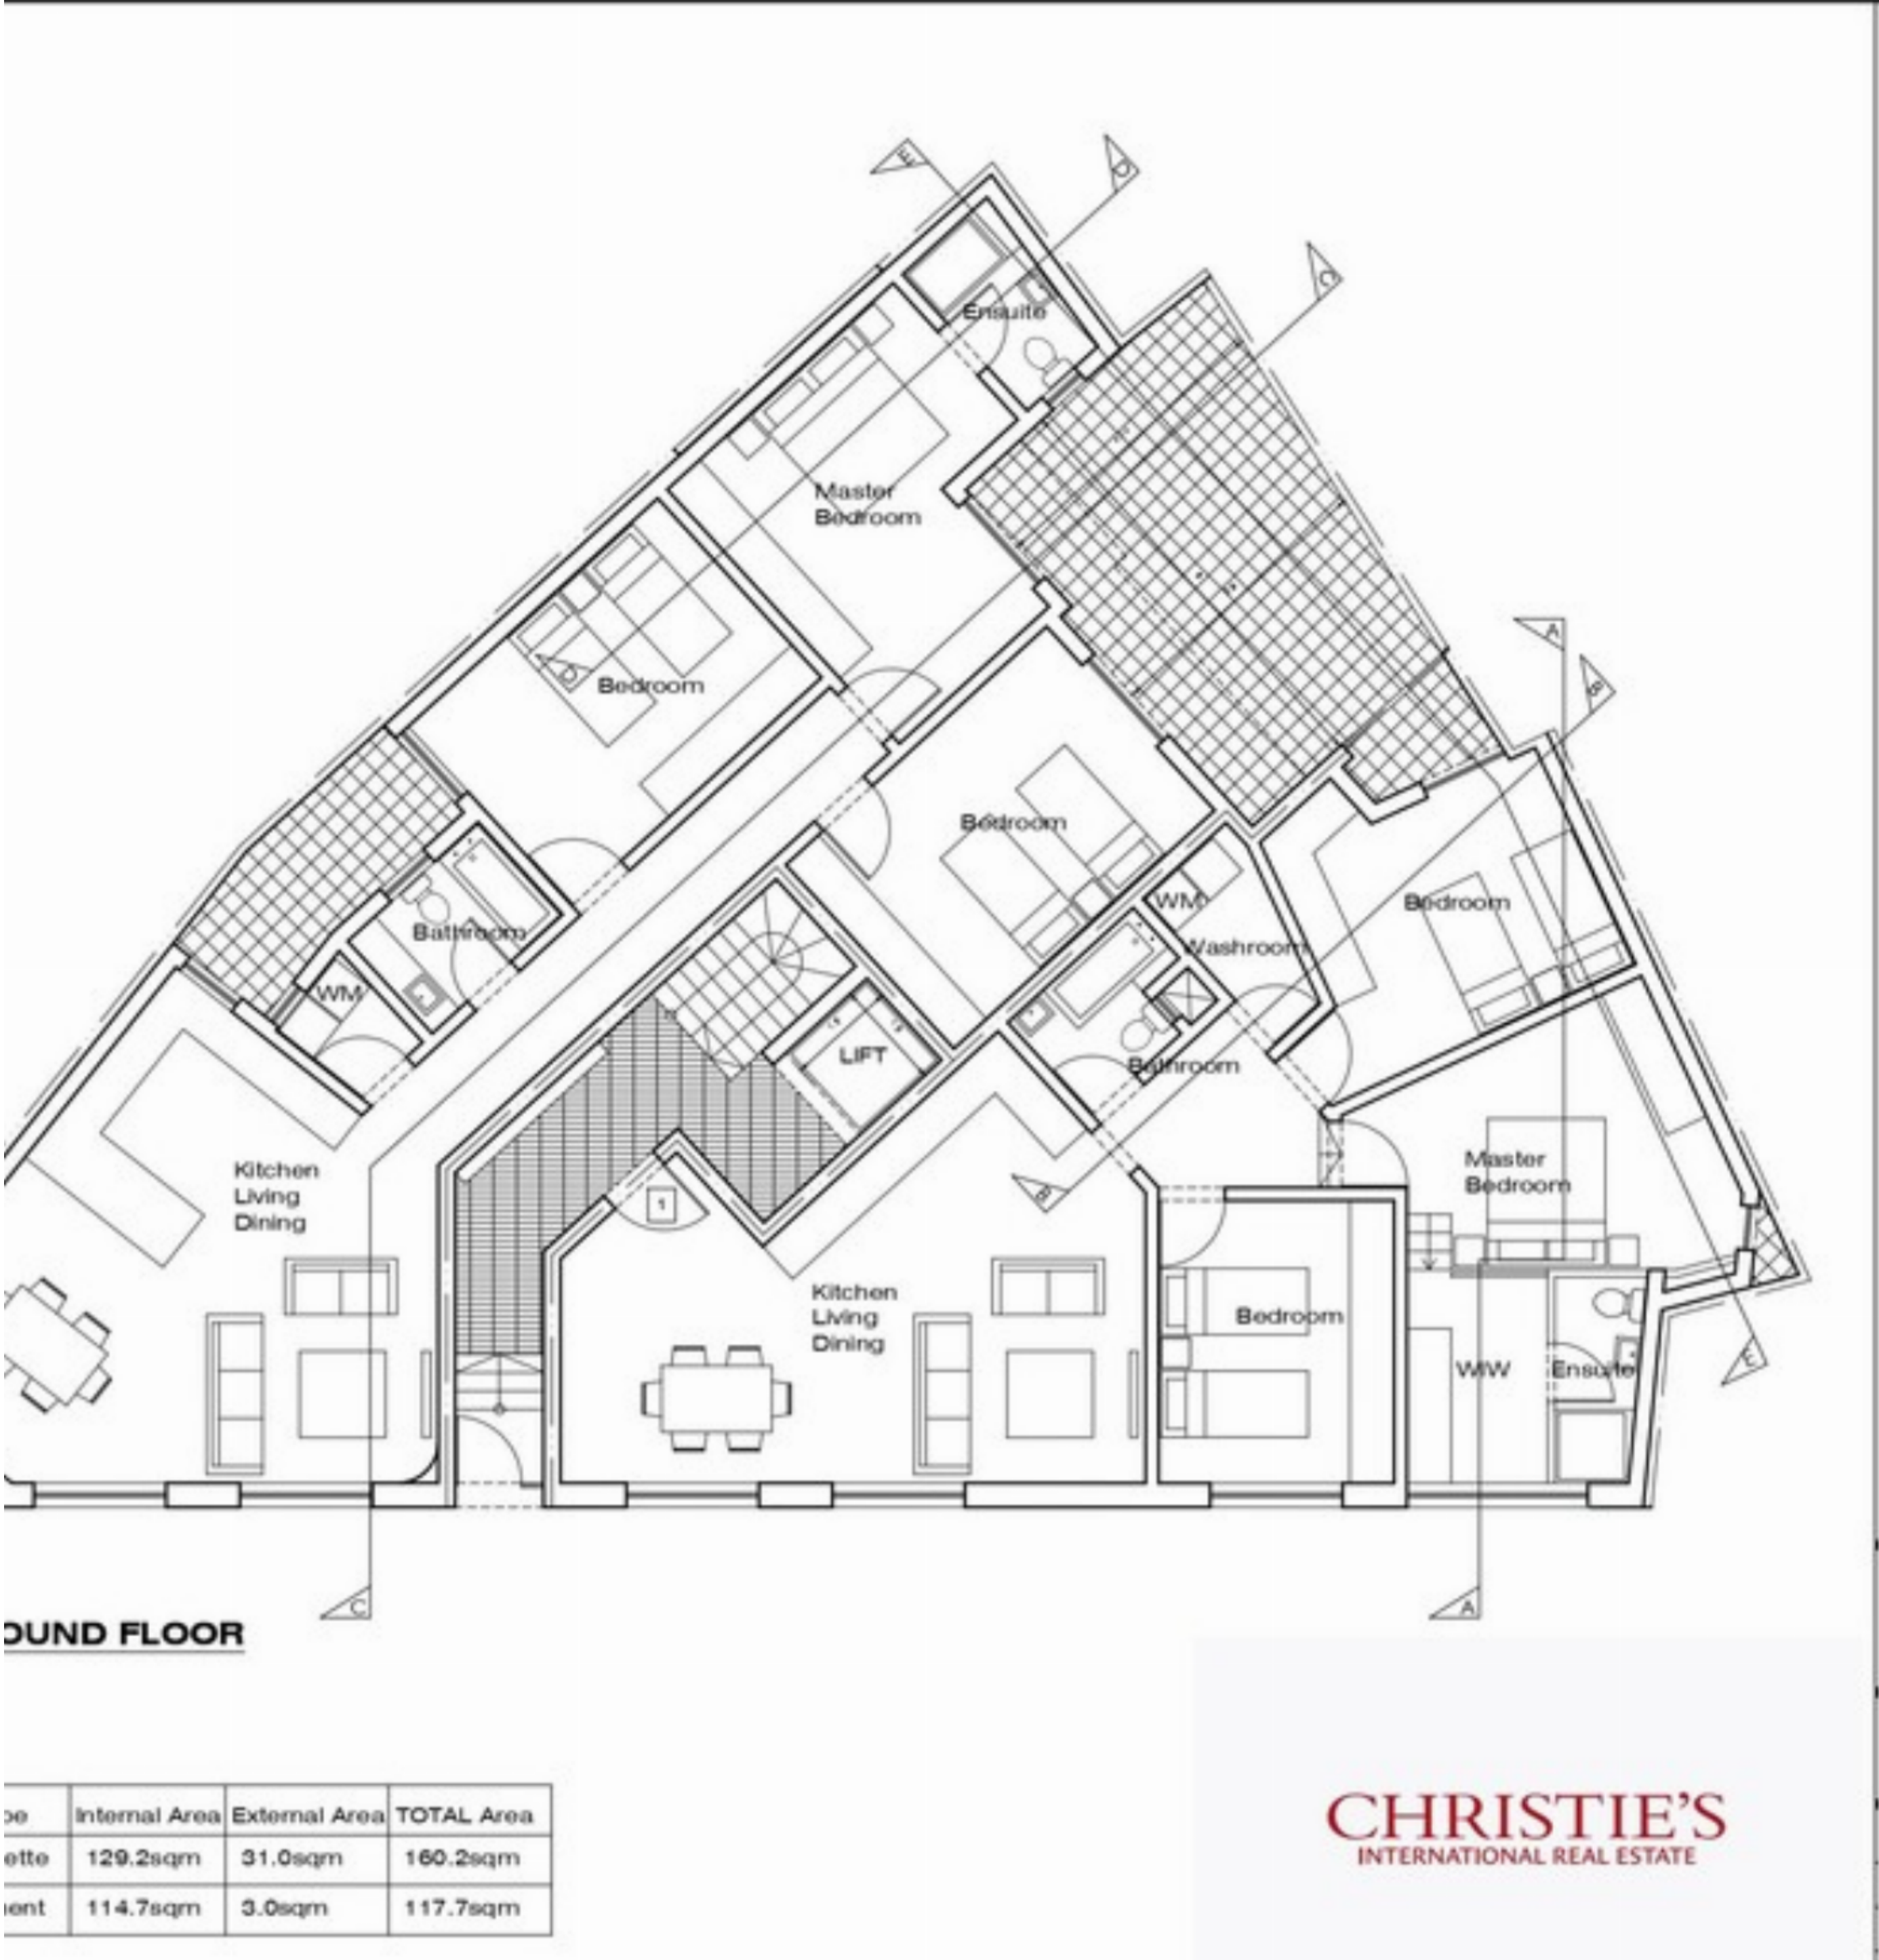 E
D
C
Ensuite
Master
Bedroom
A
B
D
Bedroom
Bedroom
Bedroom
WM
Washroom
Bathroom
WM
LIFT
Bathroom
Master
Bedroom
Kitchen
Living
Dining
B
1
Kitchen
Living
Dining
Bedroom
WIW
Ensuite
E
C
A
OUND FLOOR
pe
Internal Area
External Area
TOTAL Area
ette
129.2sqm
31.0sqm
160.2sqm
ent
114.7sqm
3.0sqm
117.7sqm
CHRISTIE'S
INTERNATIONAL REAL ESTATE